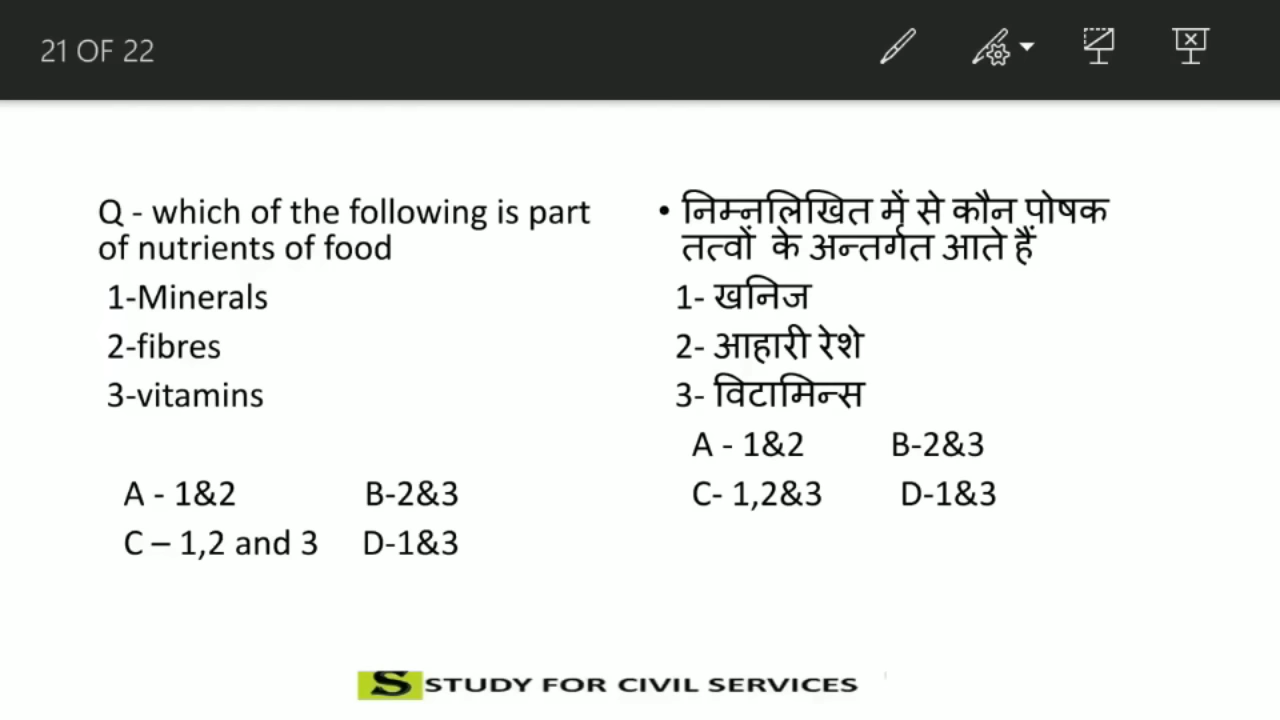 21 OF 22
Q - which of the following is part
of nutrients of food
1-Minerals
2-fibres
3-vitamins
A - 1&2 B-2&3
C – 1,2 and 3 D-1&3
• निम्नलिखित में से कौन पोषक
तत्वों के अन्तर्गत आते हैं
1- खनिज
2- आहारी रेशे
3- विटामिन्स
A - 1&2 B-2&3
C- 1,2&3 D-1&3
S STUDY FOR CIVIL SERVICES